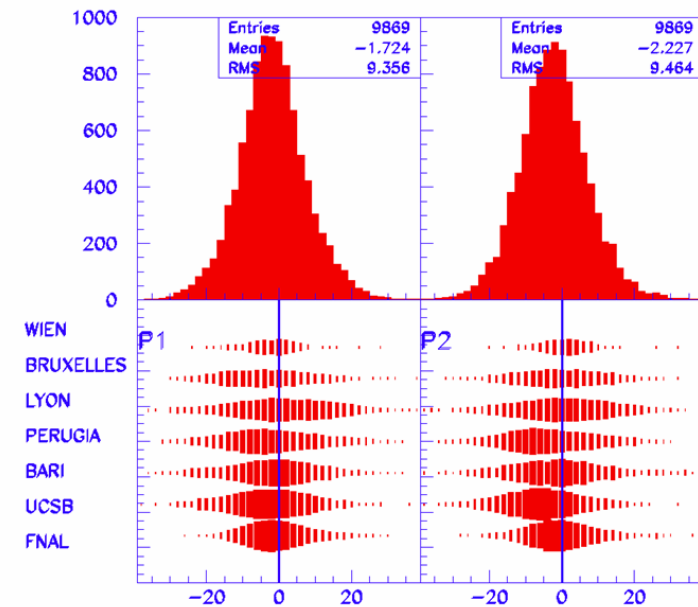 1000
Entries 9869
Mean −1.724
RMS 9.356
Entries 9869
Mean −2.227
RMS 9.464
800
600
400
200
0
WIEN
P1
P2
BRUXELLES
LYON
PERUGIA
BARI
UCSB
FNAL
−20 0 20
−20 0 20